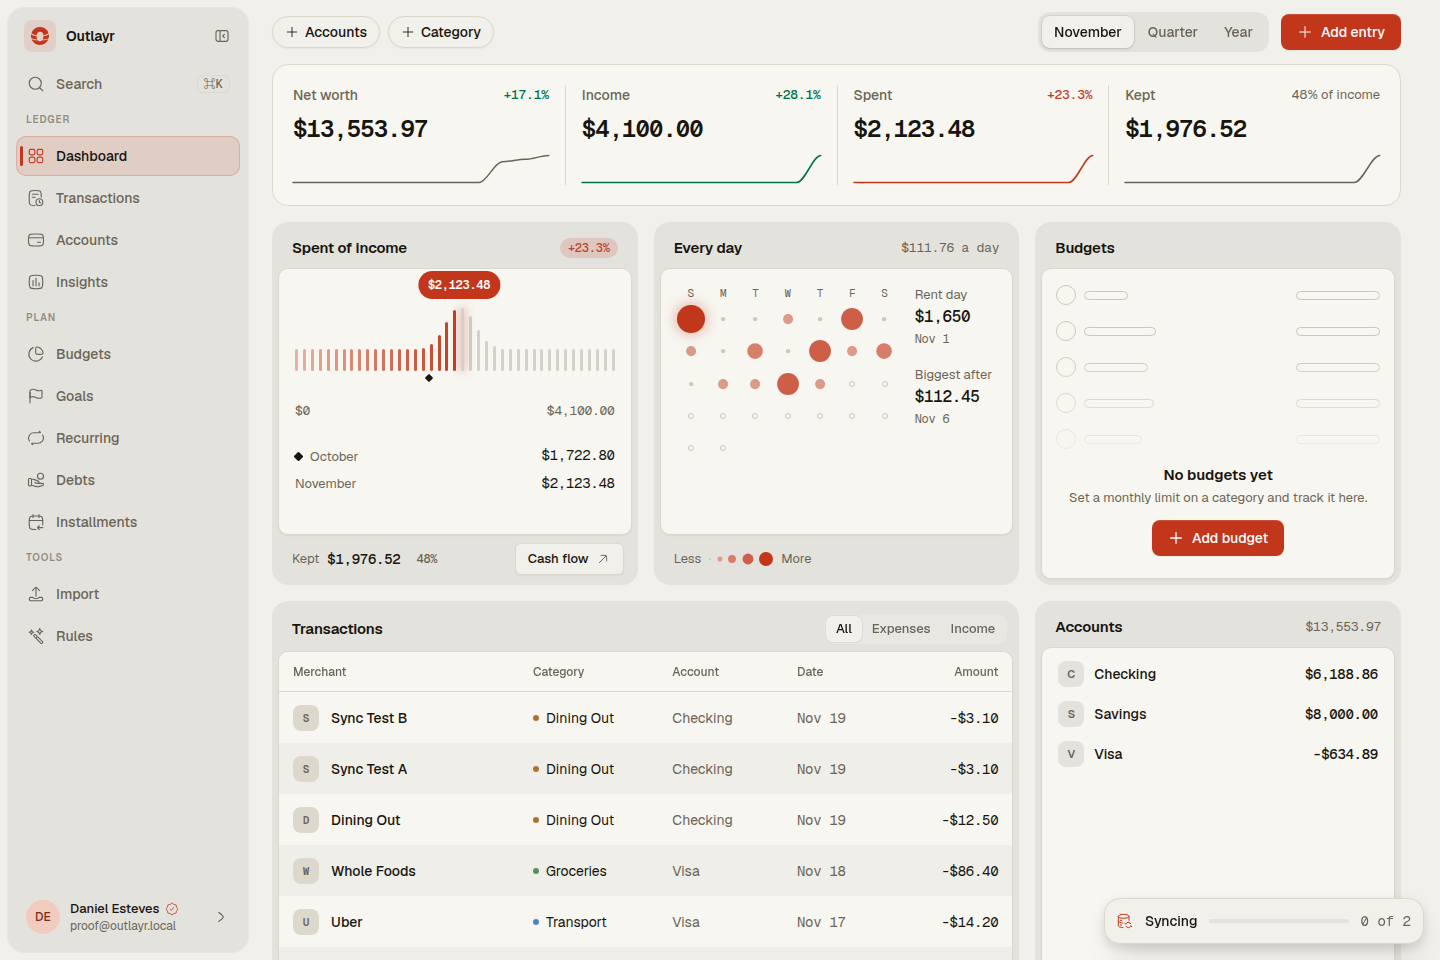 Outlayr
Search ⌘K
LEDGER
Dashboard
Transactions
Accounts
Insights
PLAN
Budgets
Goals
Recurring
Debts
Installments
TOOLS
Import
Rules
DE Daniel Esteves
proof@outlayr.local
Accounts Category November Quarter Year Add entry
Net worth +17.1% Income +28.1% Spent +23.3% Kept 48% of income
$13,553.97 $4,100.00 $2,123.48 $1,976.52
Spent of income +23.3%
$2,123.48
$0 $4,100.00
October $1,722.80
November $2,123.48
Kept $1,976.52 48% Cash flow
Every day $111.76 a day
S M T W T F S
Rent day
$1,650
Nov 1
Biggest after
$112.45
Nov 6
Less More
Budgets
No budgets yet
Set a monthly limit on a category and track it here.
Add budget
Transactions All Expenses Income
Merchant Category Account Date Amount
S Sync Test B Dining Out Checking Nov 19 -$3.10
S Sync Test A Dining Out Checking Nov 19 -$3.10
D Dining Out Dining Out Checking Nov 19 -$12.50
W Whole Foods Groceries Visa Nov 18 -$86.40
U Uber Transport Visa Nov 17 -$14.20
Accounts $13,553.97
C Checking $6,188.86
S Savings $8,000.00
V Visa -$634.89
Syncing 0 of 2